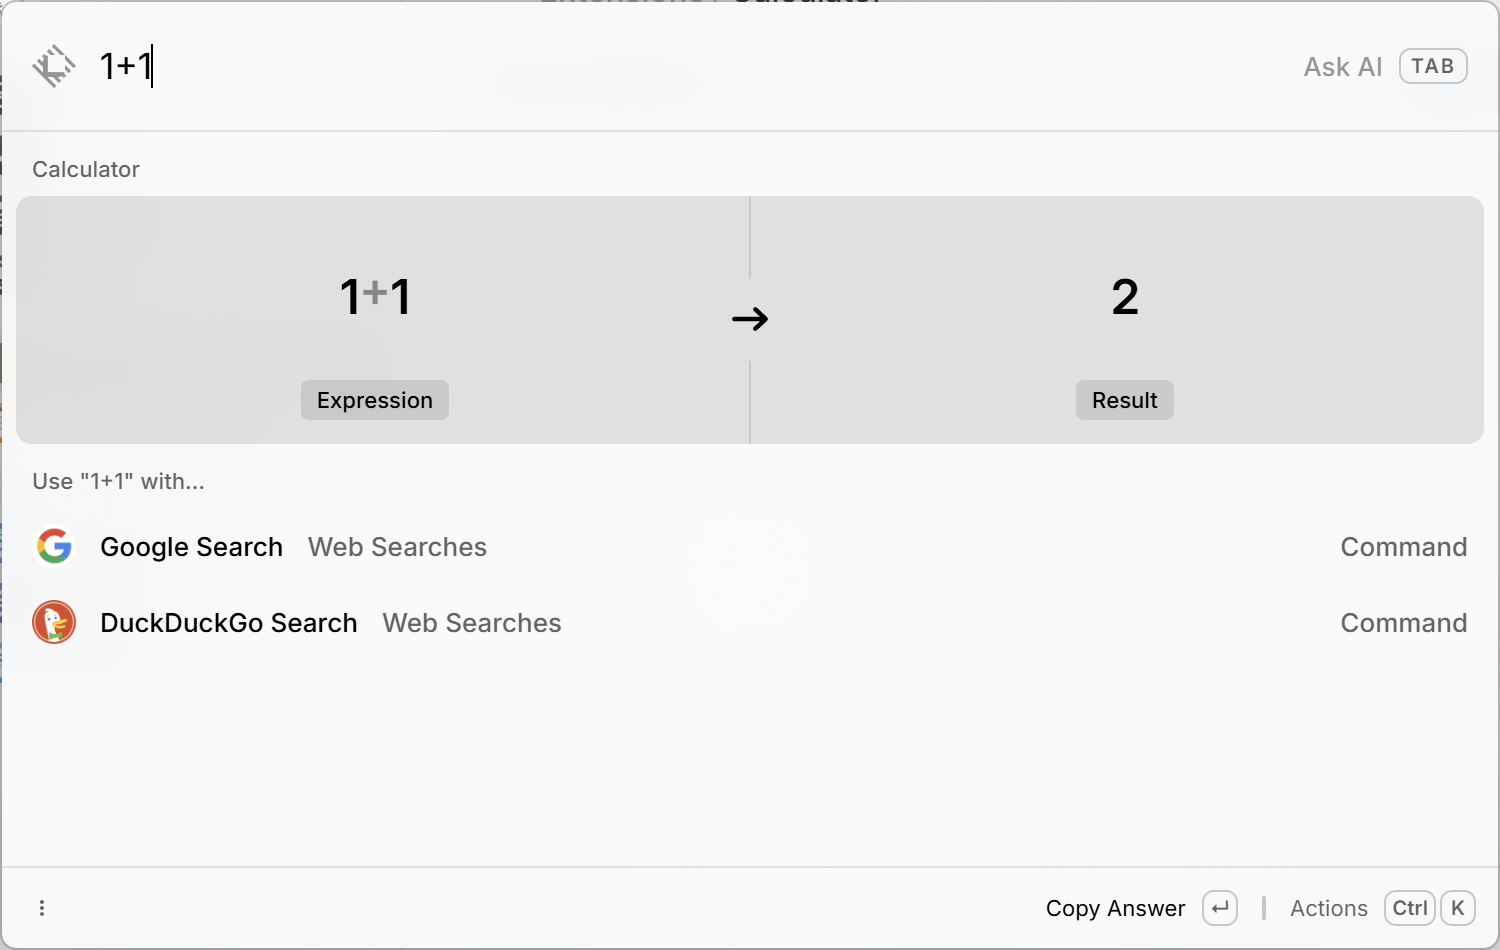 1+1
Ask AI TAB
Calculator
1+1 → 2
Expression Result
Use "1+1" with...
Google Search Web Searches Command
DuckDuckGo Search Web Searches Command
Copy Answer ↵ | Actions Ctrl K